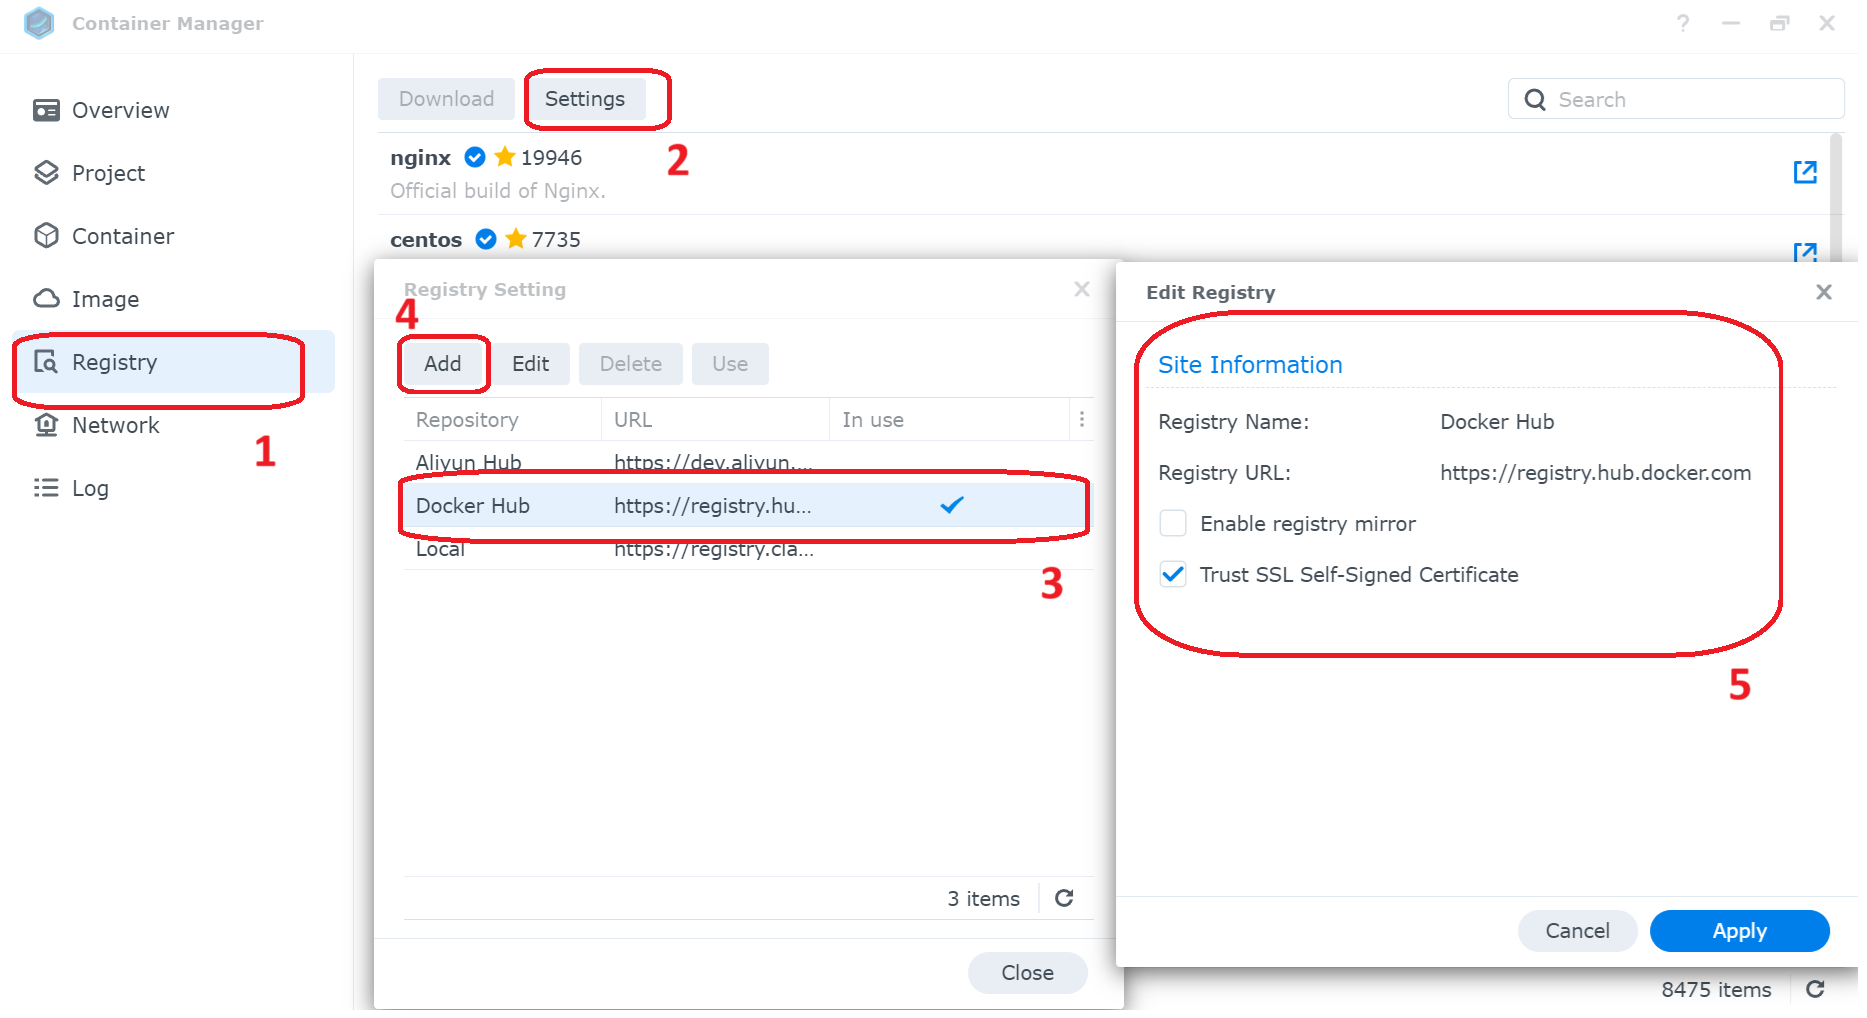 Container Manager
Overview
Project
Container
Image
Registry
Network
Log
1
Download
Settings
2
Search
nginx 19946
Official build of Nginx.
centos 7735
Registry Setting
4
Add
Edit
Delete
Use
Repository URL In use
Aliyun Hub https://dev.aliyun....
Docker Hub https://registry.hu...
Local https://registry.cla...
3
3 items
Close
Edit Registry
Site Information
Registry Name: Docker Hub
Registry URL: https://registry.hub.docker.com
Enable registry mirror
Trust SSL Self-Signed Certificate
5
Cancel
Apply
8475 items